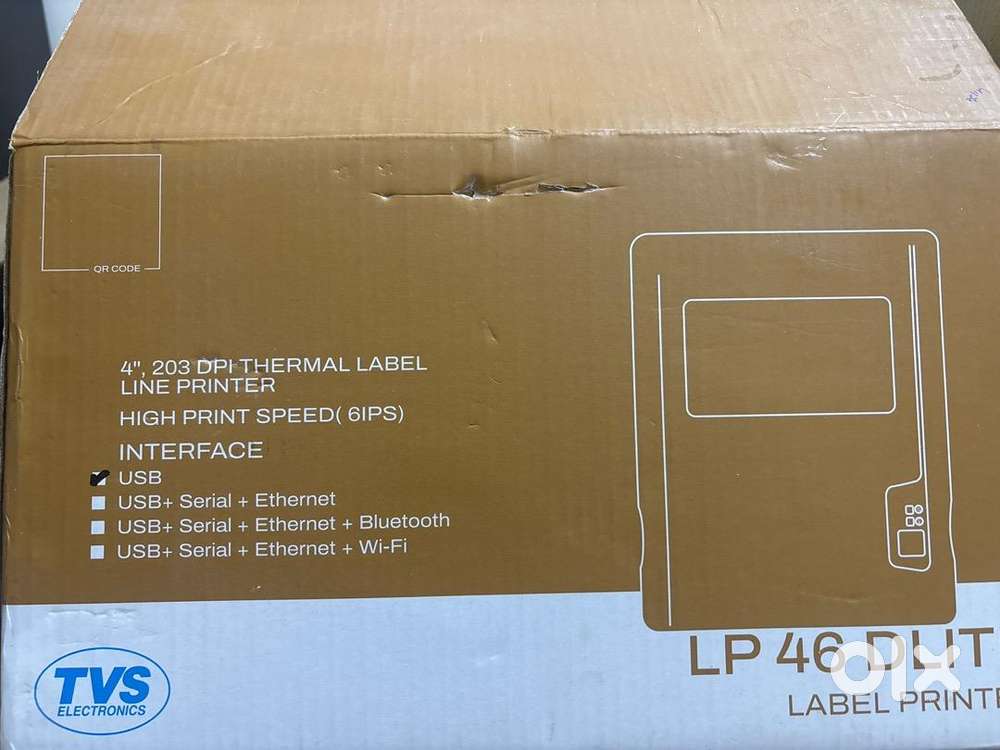 QR CODE
4", 203 DPI THERMAL LABEL
LINE PRINTER
HIGH PRINT SPEED( 6IPS)
INTERFACE
USB
USB+ Serial + Ethernet
USB+ Serial + Ethernet + Bluetooth
USB+ Serial + Ethernet + Wi-Fi
LP 46 DLIT
LABEL PRINTE
olx
TVS
ELECTRONICS